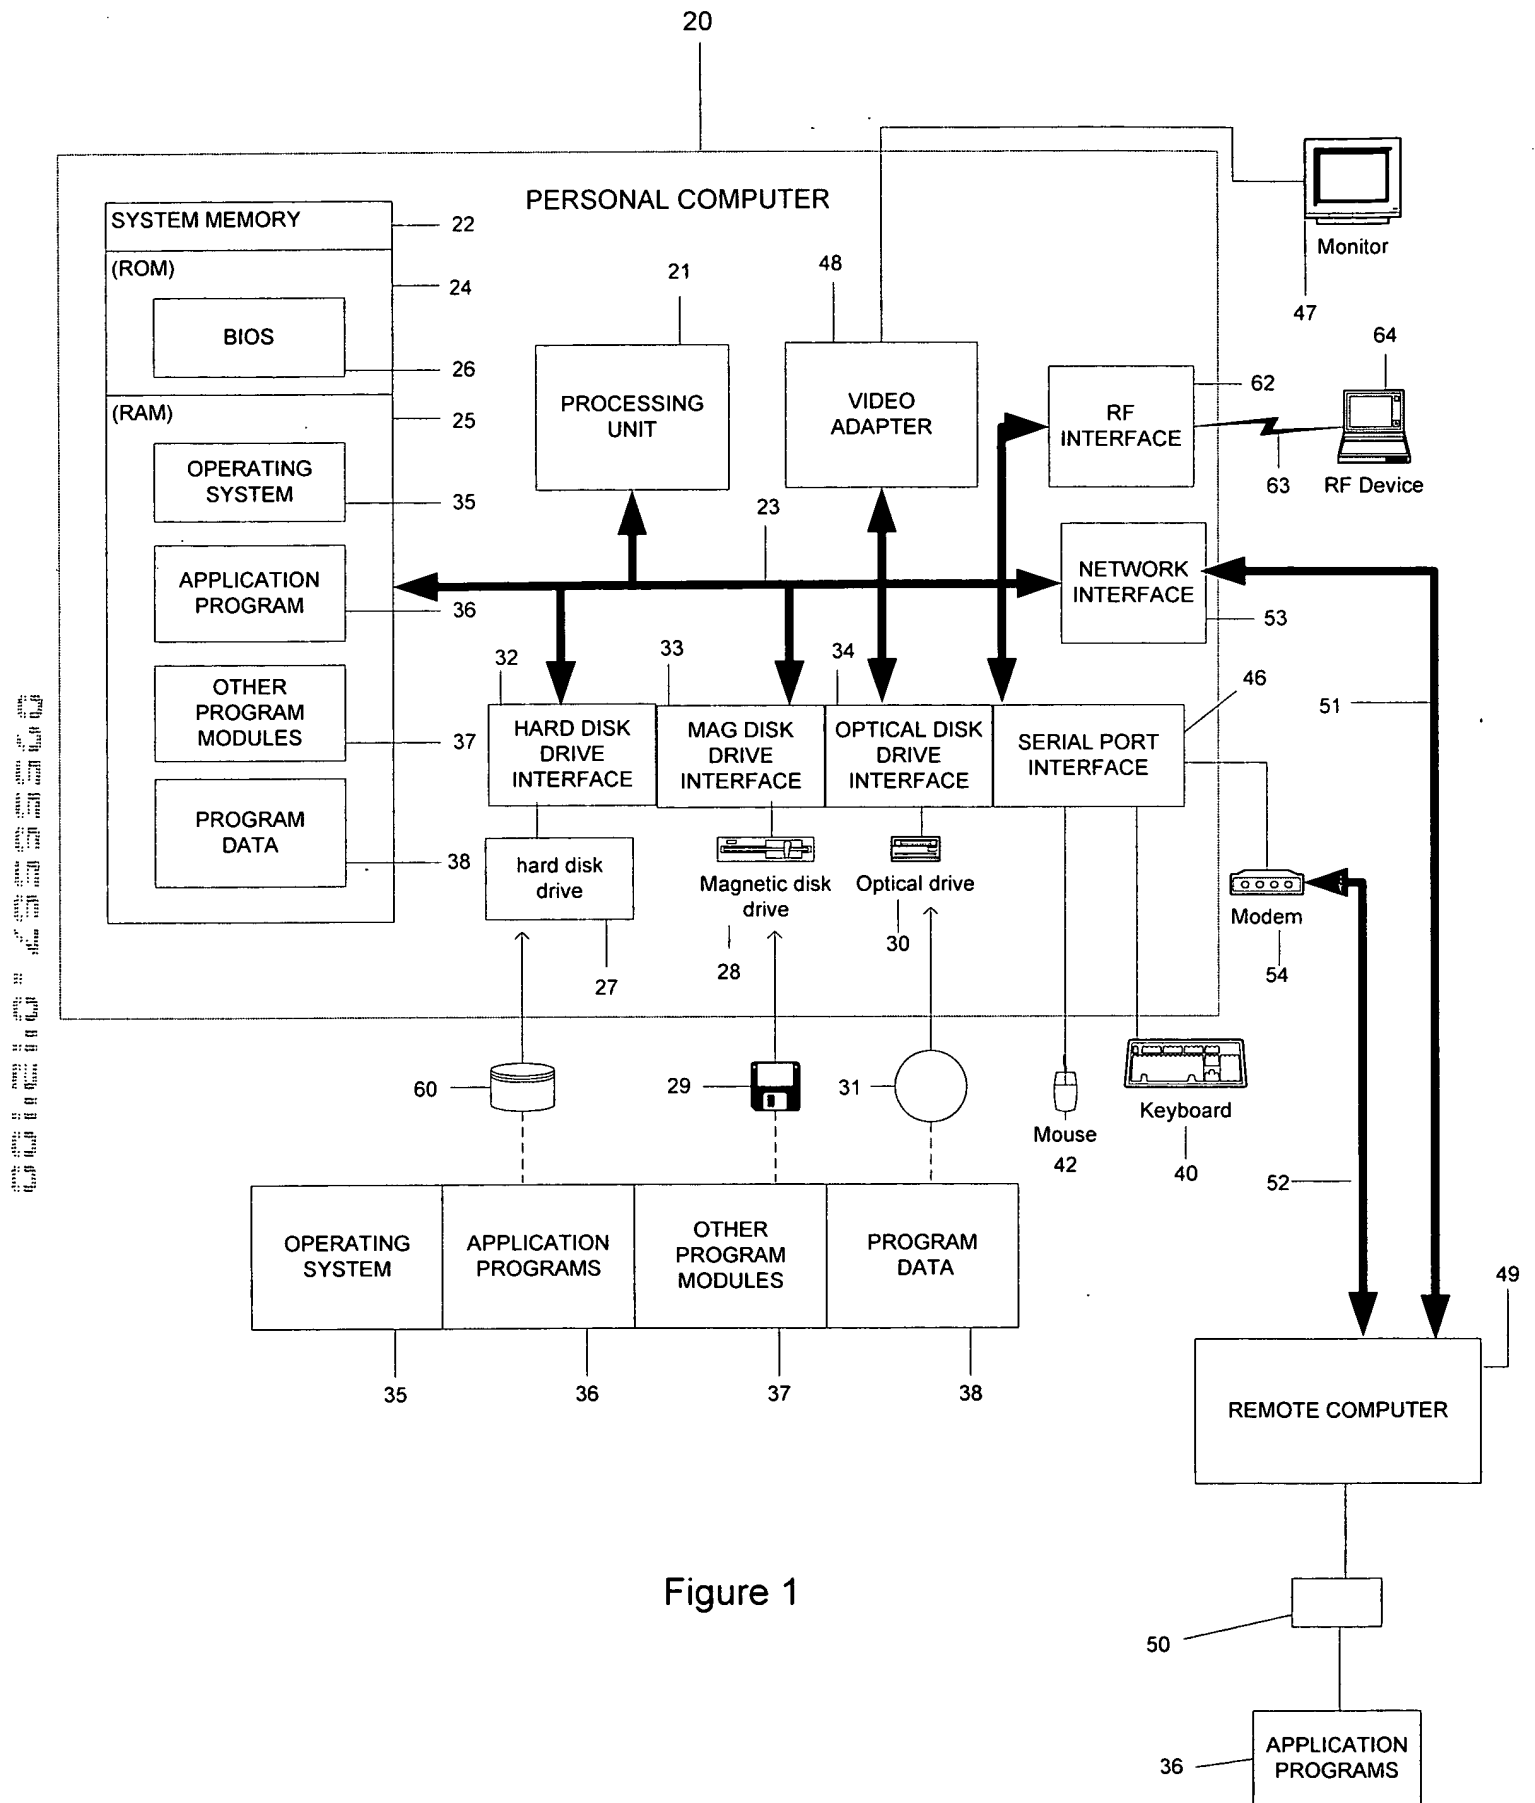 20
PERSONAL COMPUTER
SYSTEM MEMORY
22
(ROM)
24
BIOS
26
(RAM)
25
OPERATING
SYSTEM
35
APPLICATION
PROGRAM
36
OTHER
PROGRAM
MODULES
37
PROGRAM
DATA
38
21
PROCESSING
UNIT
48
VIDEO
ADAPTER
Monitor
47
62
RF
INTERFACE
63
64
RF Device
23
NETWORK
INTERFACE
53
51
32
HARD DISK
DRIVE
INTERFACE
33
MAG DISK
DRIVE
INTERFACE
34
OPTICAL DISK
DRIVE
INTERFACE
46
SERIAL PORT
INTERFACE
hard disk
drive
27
Magnetic disk
drive
28
Optical drive
30
Modem
54
60
29
31
Mouse
42
Keyboard
40
52
OPERATING
SYSTEM
APPLICATION
PROGRAMS
OTHER
PROGRAM
MODULES
PROGRAM
DATA
35
36
37
38
49
REMOTE COMPUTER
50
36
APPLICATION
PROGRAMS
Figure 1